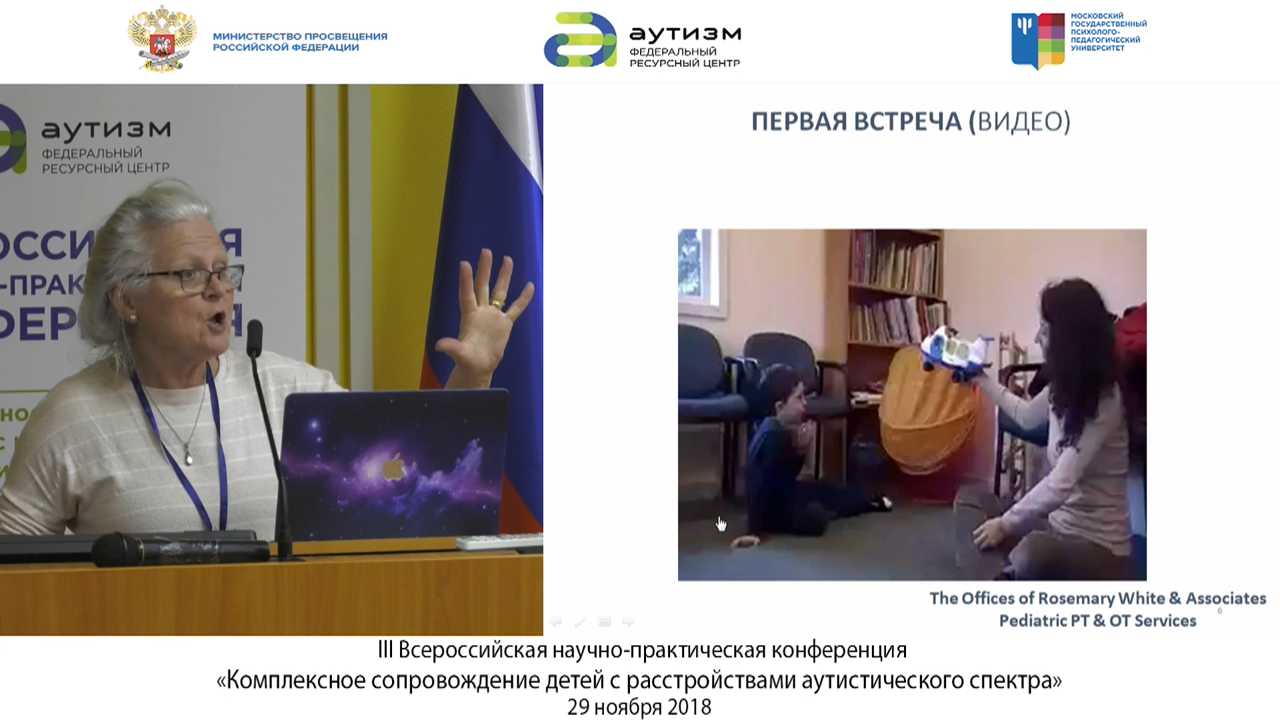 МИНИСТЕРСТВО ПРОСВЕЩЕНИЯ
РОССИЙСКОЙ ФЕДЕРАЦИИ
аутизм
ФЕДЕРАЛЬНЫЙ
РЕСУРСНЫЙ ЦЕНТР
МОСКОВСКИЙ
ГОСУДАРСТВЕННЫЙ
ПСИХОЛОГО-
ПЕДАГОГИЧЕСКИЙ
УНИВЕРСИТЕТ
аутизм
ФЕДЕРАЛЬНЫЙ
РЕСУРСНЫЙ ЦЕНТР
ПЕРВАЯ ВСТРЕЧА (ВИДЕО)
The Offices of Rosemary White & Associates
6
Pediatric PT & OT Services
III Всероссийская научно-практическая конференция
«Комплексное сопровождение детей с расстройствами аутистического спектра»
29 ноября 2018